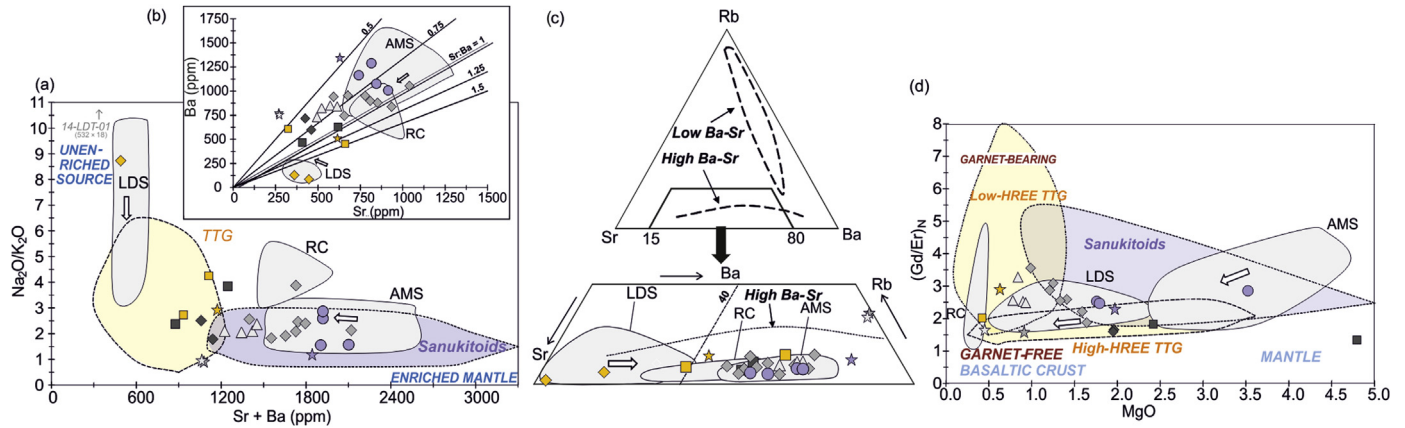 (a)
11
10
9
8
7
6
5
4
3
2
1
0
Na2O/K2O
0
600
1200
1800
2400
3000
Sr + Ba (ppm)
14-LDT-01
(532 × 18)
UNEN-
RICHED
SOURCE
LDS
TTG
RC
AMS
Sanukitoids
ENRICHED MANTLE
(b)
1750
1500
1250
1000
750
500
250
0
Ba (ppm)
0
250
500
750
1000
1250
1500
Sr (ppm)
0.5
0.75
Sr:Ba = 1
1.25
1.5
AMS
RC
LDS
(c)
Rb
Low Ba-Sr
High Ba-Sr
Sr
15
80
Ba
Ba
LDS
40
High Ba-Sr
Rb
RC
AMS
Sr
(d)
8
7
6
5
4
3
2
1
0
(Gd/Er)N
0.0
0.5
1.0
1.5
2.0
2.5
3.0
3.5
4.0
4.5
5.0
MgO
GARNET-BEARING
Low-HREE TTG
Sanukitoids
AMS
LDS
RC
High-HREE TTG
GARNET-FREE
BASALTIC CRUST
MANTLE